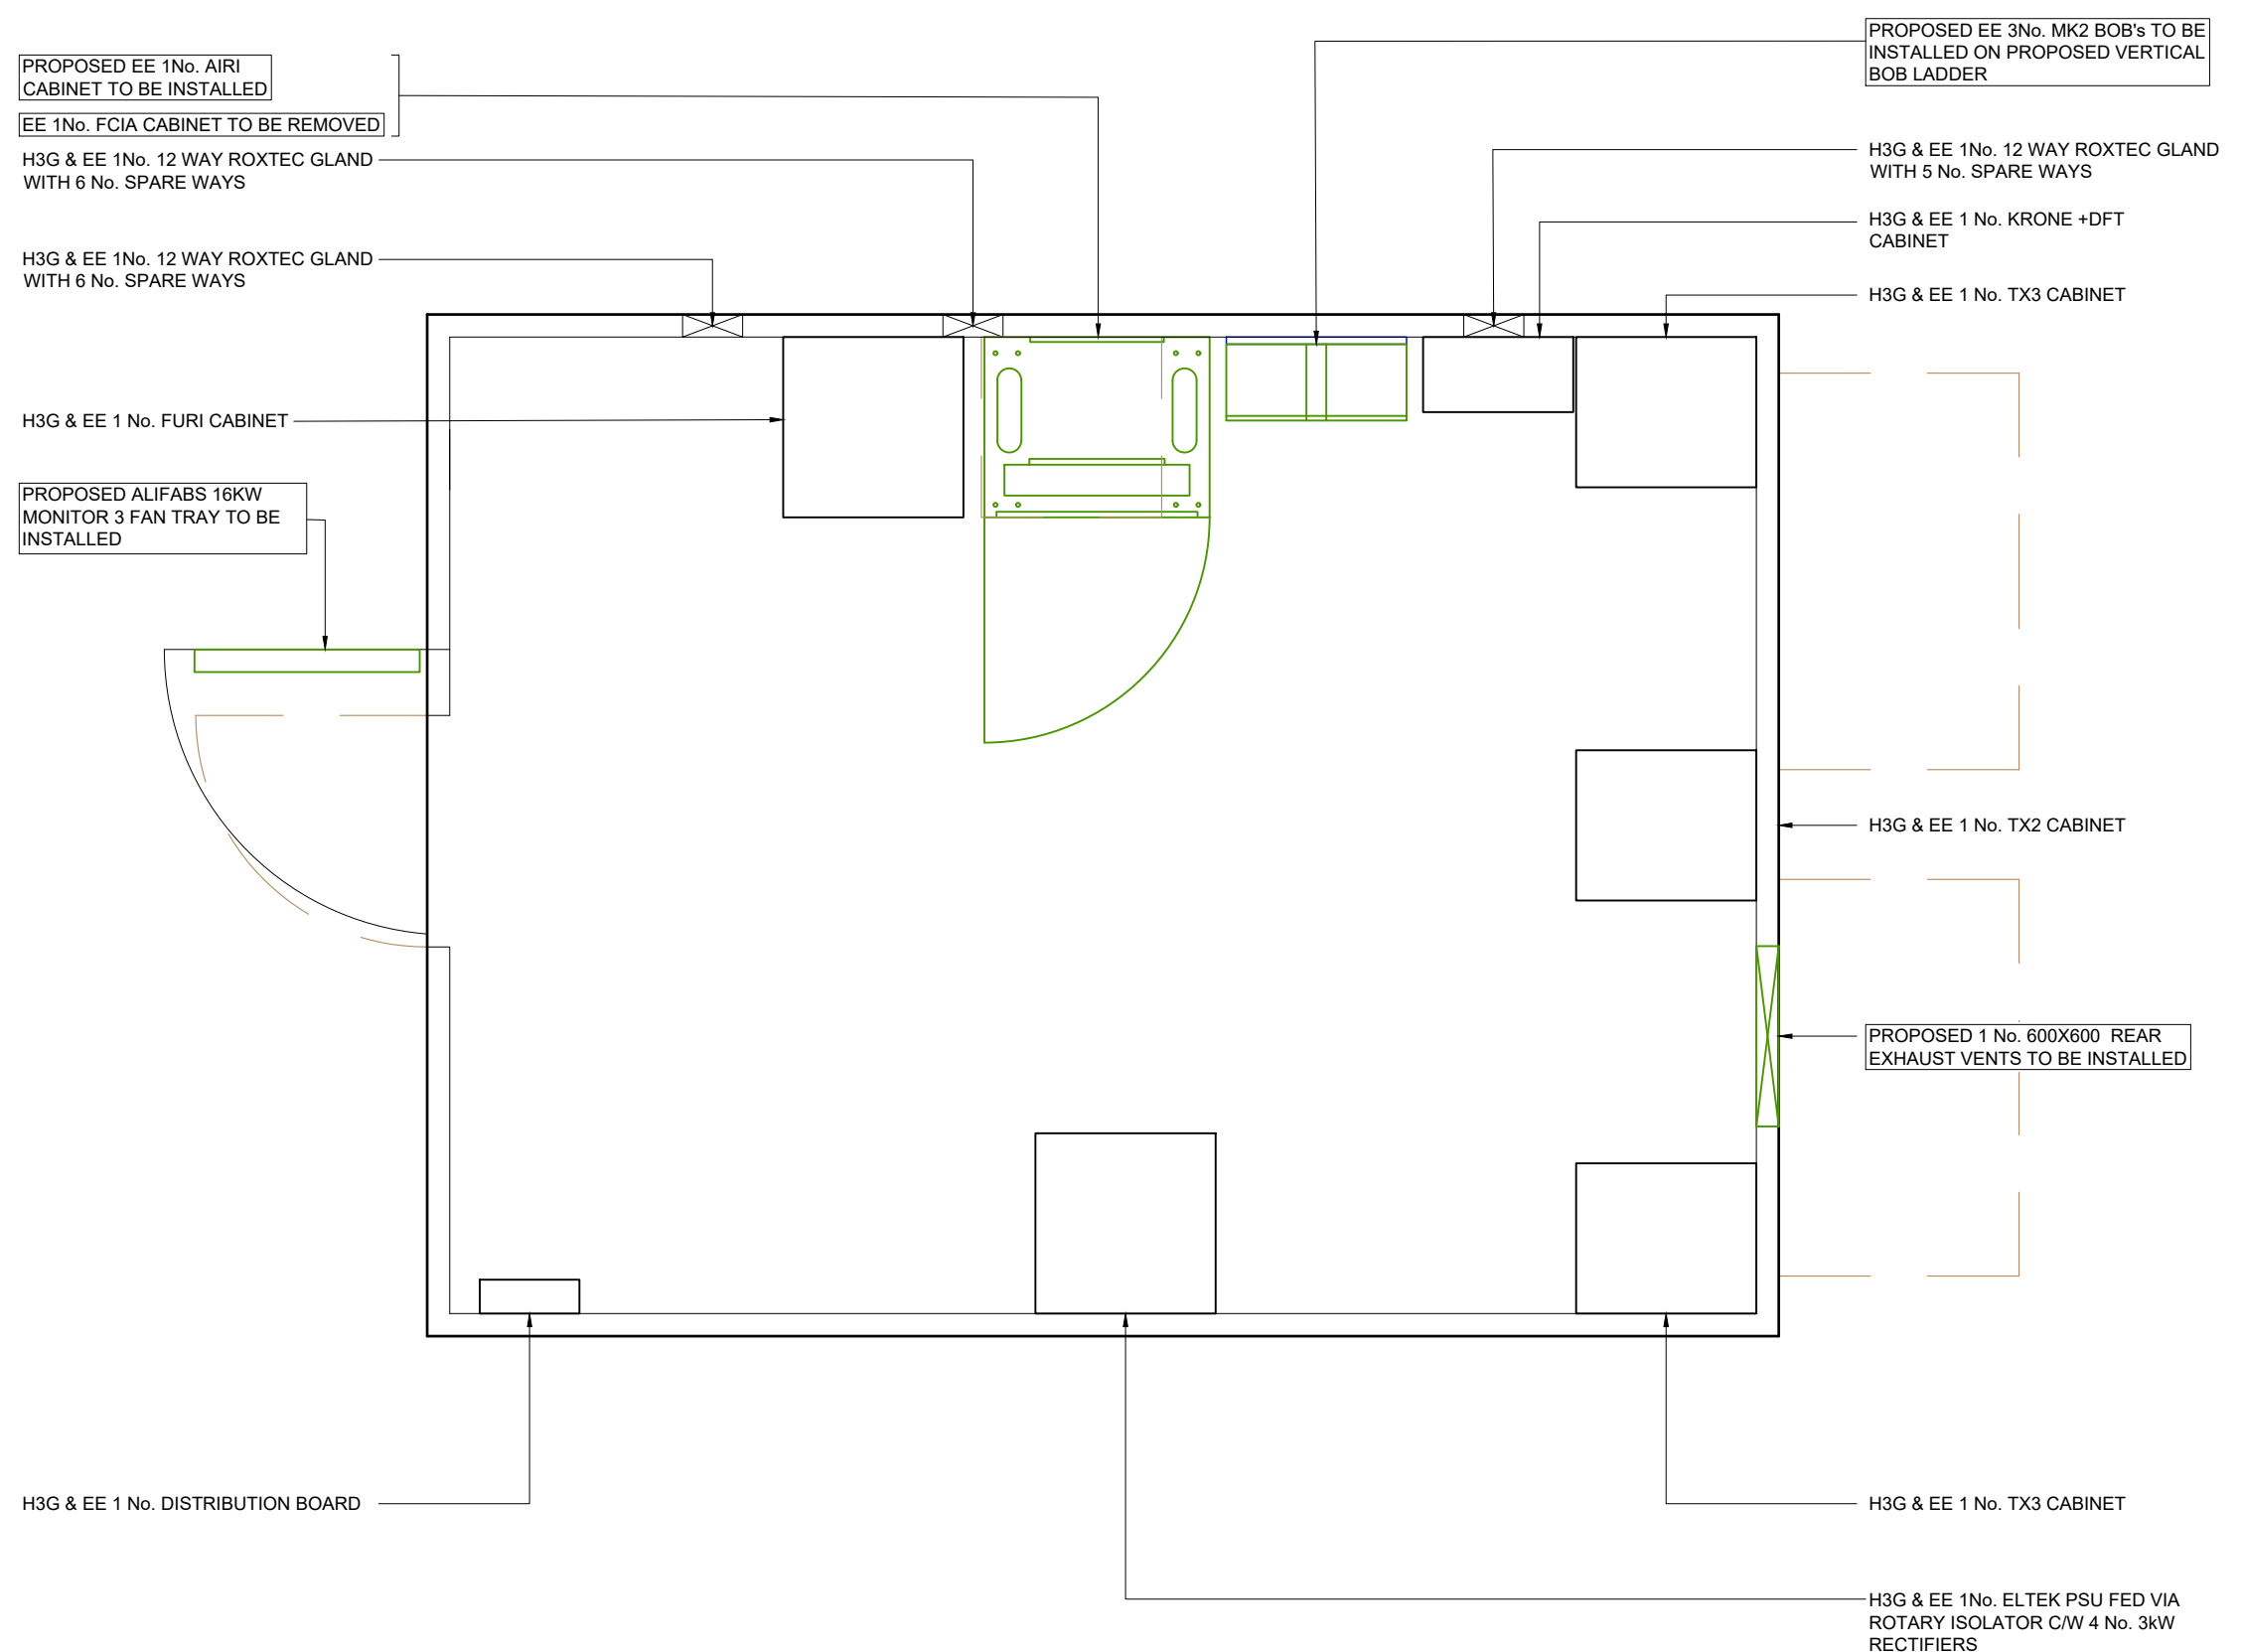 PROPOSED EE 1No. AIRI
CABINET TO BE INSTALLED
EE 1No. FCIA CABINET TO BE REMOVED
H3G & EE 1No. 12 WAY ROXTEC GLAND
WITH 6 No. SPARE WAYS
H3G & EE 1No. 12 WAY ROXTEC GLAND
WITH 6 No. SPARE WAYS
H3G & EE 1 No. FURI CABINET
PROPOSED ALIFABS 16KW
MONITOR 3 FAN TRAY TO BE
INSTALLED
H3G & EE 1 No. DISTRIBUTION BOARD
PROPOSED EE 3No. MK2 BOB's TO BE
INSTALLED ON PROPOSED VERTICAL
BOB LADDER
H3G & EE 1No. 12 WAY ROXTEC GLAND
WITH 5 No. SPARE WAYS
H3G & EE 1 No. KRONE +DFT
CABINET
H3G & EE 1 No. TX3 CABINET
H3G & EE 1 No. TX2 CABINET
PROPOSED 1 No. 600X600 REAR
EXHAUST VENTS TO BE INSTALLED
H3G & EE 1 No. TX3 CABINET
H3G & EE 1No. ELTEK PSU FED VIA
ROTARY ISOLATOR C/W 4 No. 3kW
RECTIFIERS